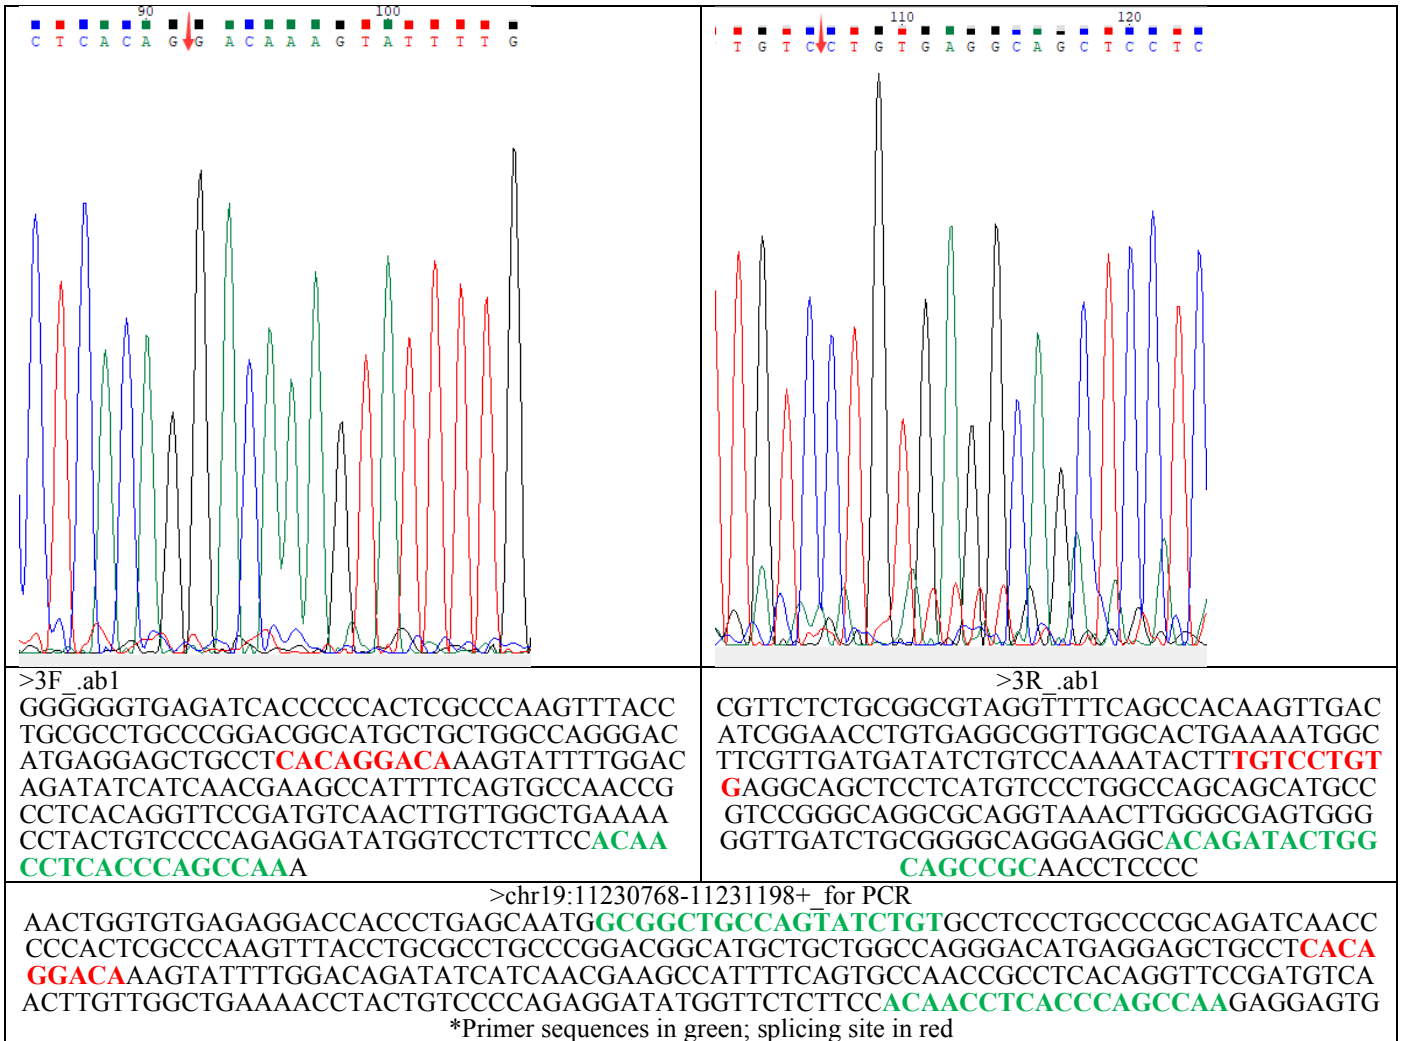 90 100
C T C A C A G G A C A A A G T A T T T T G
110 120
T G T C C T G T G A G G C A G C T C C T C
>3F_.ab1
GGGGGGTGAGATCACCCCCACTCGCCCAAGTTTACC
TGCGCCTGCCCGGACGGCATGCTGCTGGCCAGGGAC
ATGAGGAGCTGCCTCACAGGACAAAGTATTTTGGAC
AGATATCATCAACGAAGCCATTTTCAGTGCCAACCG
CCTCACAGGTTCCGATGTCAACTTGTTGGCTGAAAA
CCTACTGTCCCCAGAGGATATGGTCCTCTTCCACAA
CCTCACCCAGCCAAA
>3R_.ab1
CGTTCTCTGCGGCGTAGGTTTTCAGCCACAAGTTGAC
ATCGGAACCTGTGAGGCGGTTGGCACTGAAAATGGC
TTCGTTGATGATATCTGTCCAAAATACTTTGTCCTGT
GAGGCAGCTCCTCATGTCCCTGGCCAGCAGCATGCC
GTCCGGGCAGGCGCAGGTAAACTTGGGCGAGTGGG
GGTTGATCTGCGGGGCAGGGAGGCACAGATACTGG
CAGCCGCAACCTCCCC
>chr19:11230768-11231198+_for PCR
AACTGGTGTGAGAGGACCACCCTGAGCAATGGCGGCTGCCAGTATCTGTGCCTCCCTGCCCCGCAGATCAACC
CCCACTCGCCCAAGTTTACCTGCGCCTGCCCGGACGGCATGCTGCTGGCCAGGGACATGAGGAGCTGCCTCACA
GGACAAAGTATTTTGGACAGATATCATCAACGAAGCCATTTTCAGTGCCAACCGCCTCACAGGTTCCGATGTCA
ACTTGTTGGCTGAAAACCTACTGTCCCCAGAGGATATGGTTCTCTTCCACAACCTCACCCAGCCAAGAGGAGTG
*Primer sequences in green; splicing site in red